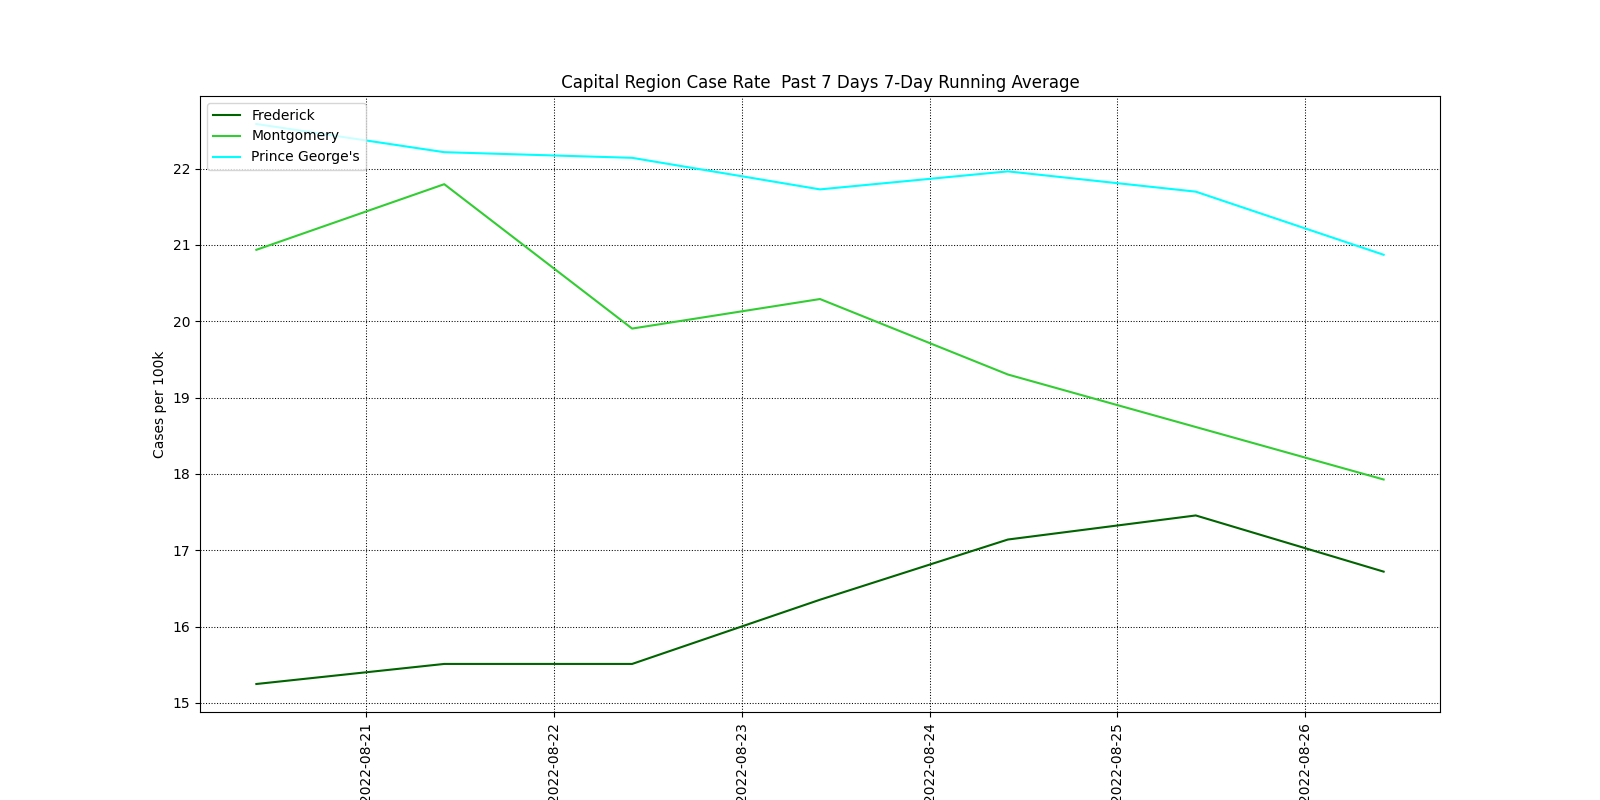 Capital Region Case Rate  Past 7 Days 7-Day Running Average
Frederick
Montgomery
Prince George's
Cases per 100k
22
21
20
19
18
17
16
15
2022-08-21
2022-08-22
2022-08-23
2022-08-24
2022-08-25
2022-08-26